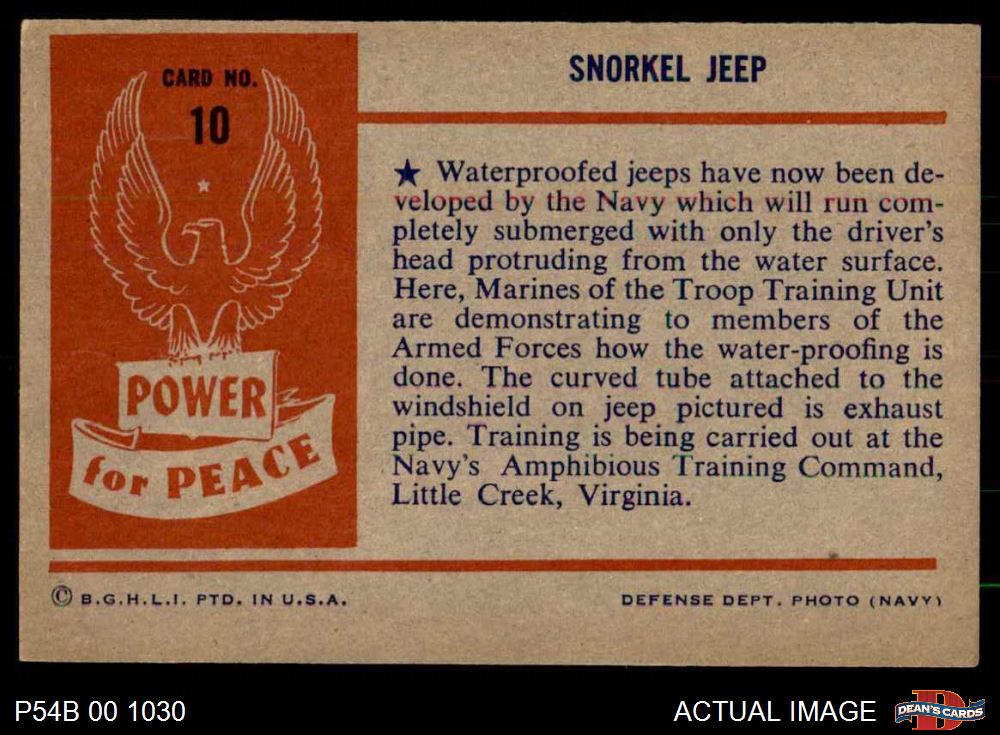 CARD NO.
10
POWER
for PEACE
SNORKEL JEEP
★ Waterproofed jeeps have now been de-
veloped by the Navy which will run com-
pletely submerged with only the driver's
head protruding from the water surface.
Here, Marines of the Troop Training Unit
are demonstrating to members of the
Armed Forces how the water-proofing is
done. The curved tube attached to the
windshield on jeep pictured is exhaust
pipe. Training is being carried out at the
Navy's Amphibious Training Command,
Little Creek, Virginia.
© B.G.H.L.I. PTD. IN U.S.A.
DEFENSE DEPT. PHOTO (NAVY)
P54B 00 1030
ACTUAL IMAGE
DEAN'S CARDS